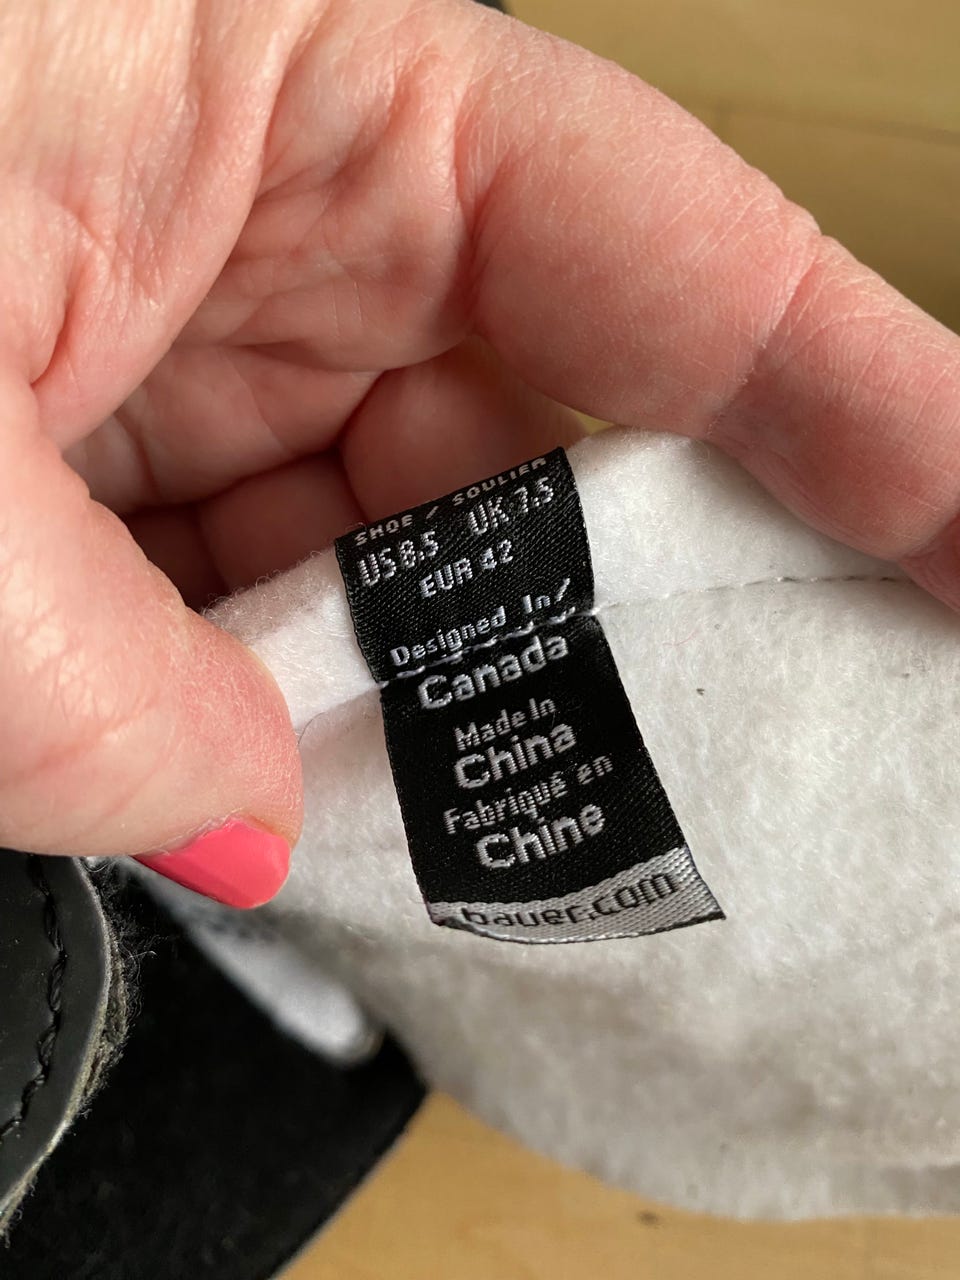 SHOE / SOULIER
US 8.5 UK 7.5
EUR 42
Designed In/
Canada
Made In
China
Fabriqué en
Chine
bauer.com